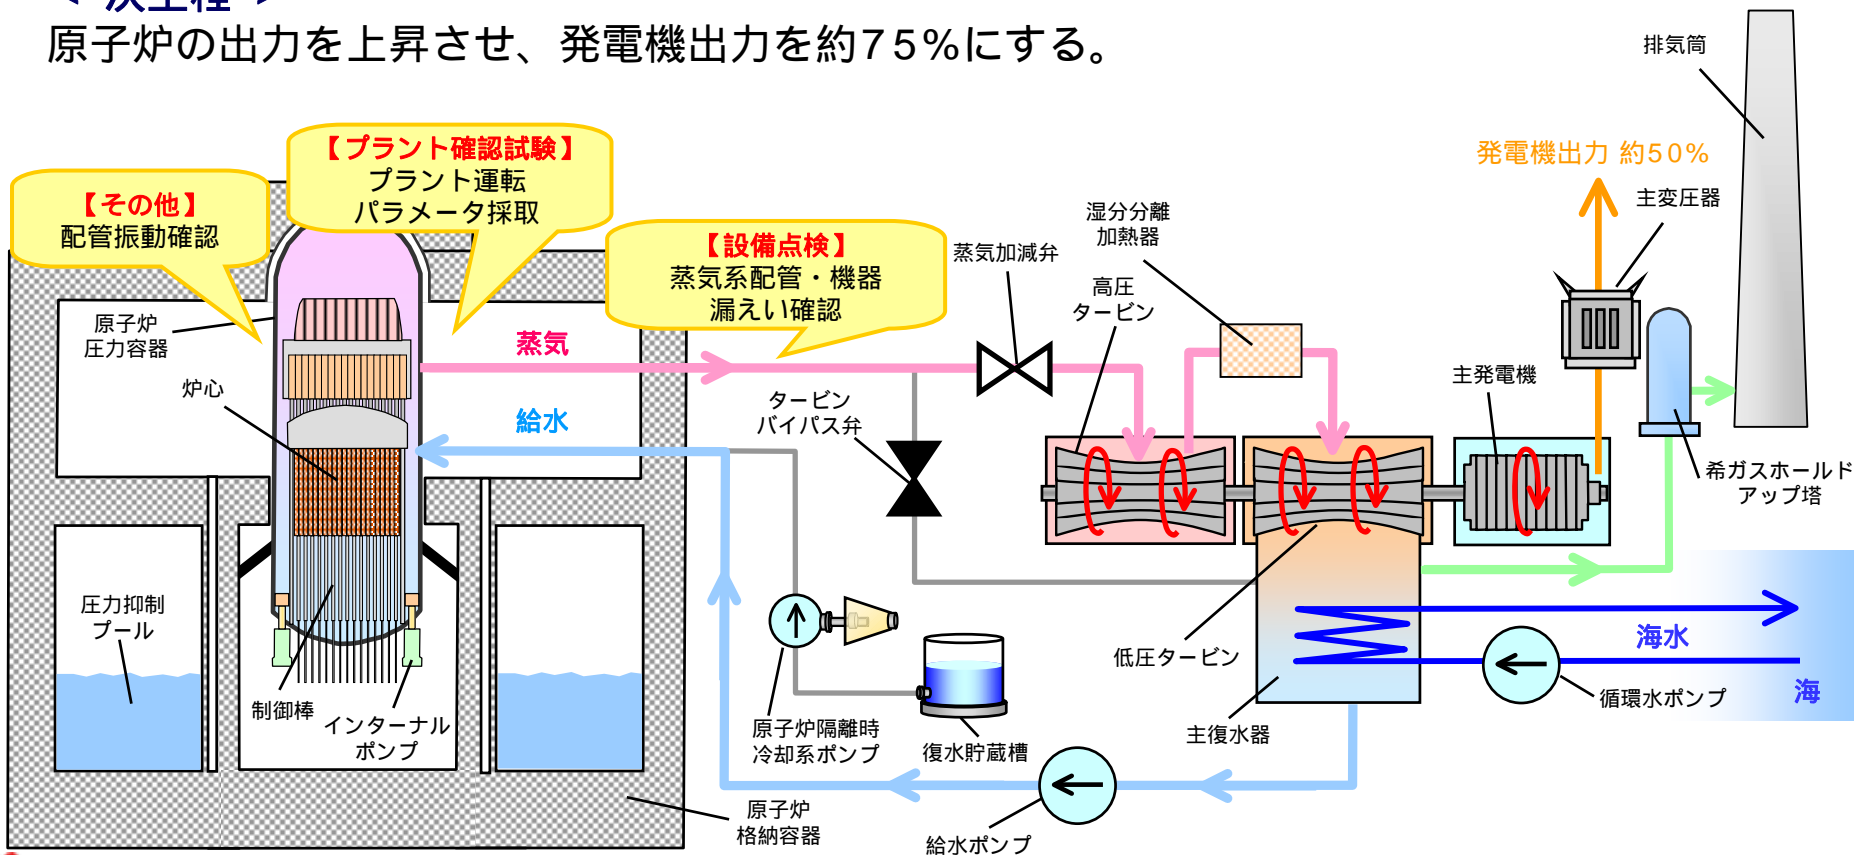 原子炉の出力を上昇させ、発電機出力を約75%にする。
排気筒
【プラント確認試験】
プラント運転
パラメータ採取
発電機出力 約50%
【その他】
配管振動確認
主変圧器
湿分分離
加熱器
【設備点検】
蒸気系配管・機器
漏えい確認
蒸気加減弁
高圧
タービン
原子炉
圧力容器
蒸気
主発電機
炉心
タービン
バイパス弁
給水
希ガスホールド
アップ塔
圧力抑制
プール
海水
低圧タービン
海
循環水ポンプ
制御棒
インターナル
ポンプ
原子炉隔離時
冷却系ポンプ
復水貯蔵槽
主復水器
原子炉
格納容器
給水ポンプ